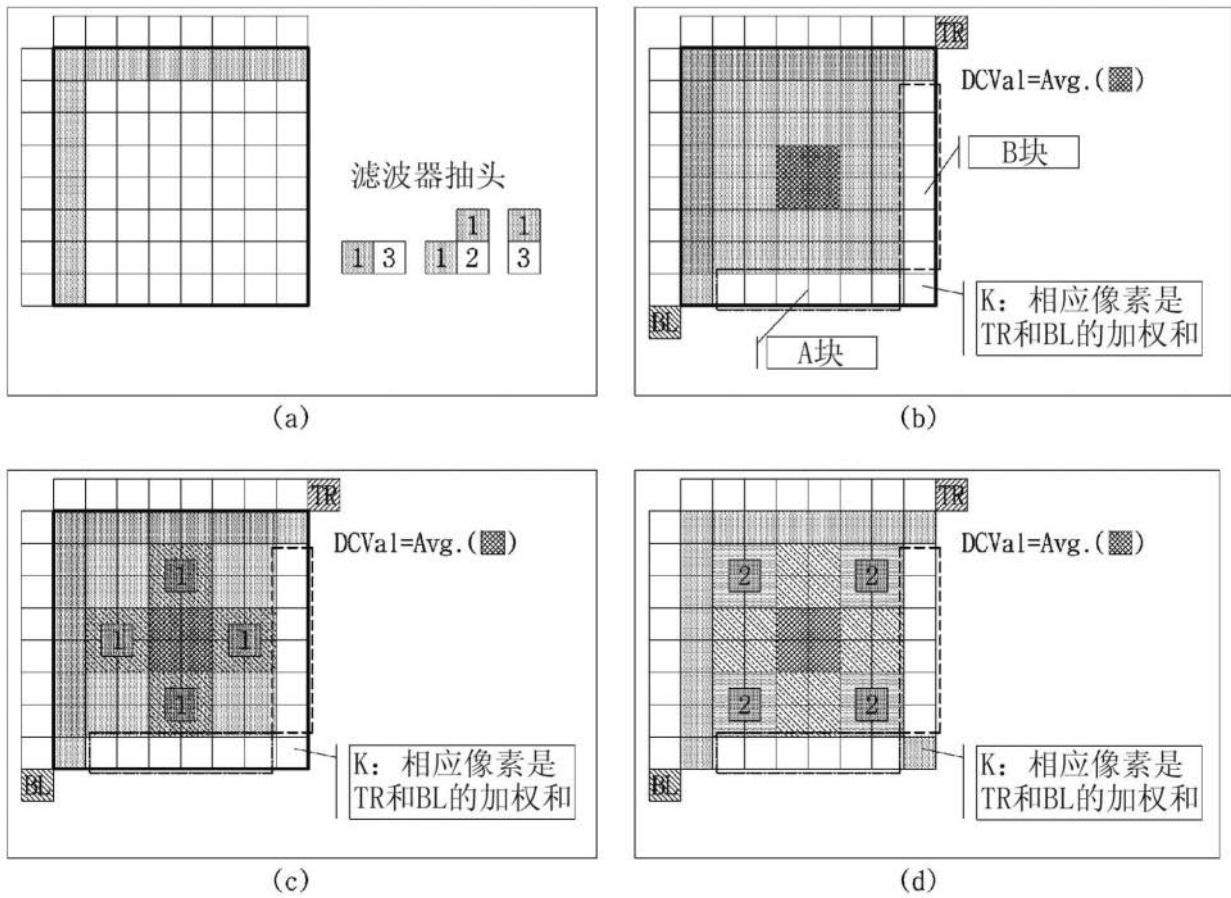 滤波器抽头
1
1
1 3
1 2
3
(a)
TR
DCVal=Avg.( )
B块
BL
A块
K: 相应像素是
TR和BL的加权和
(b)
TR
DCVal=Avg.( )
1
1
1
1
BL
K: 相应像素是
TR和BL的加权和
(c)
TR
DCVal=Avg.( )
2
2
2
2
BL
K: 相应像素是
TR和BL的加权和
(d)